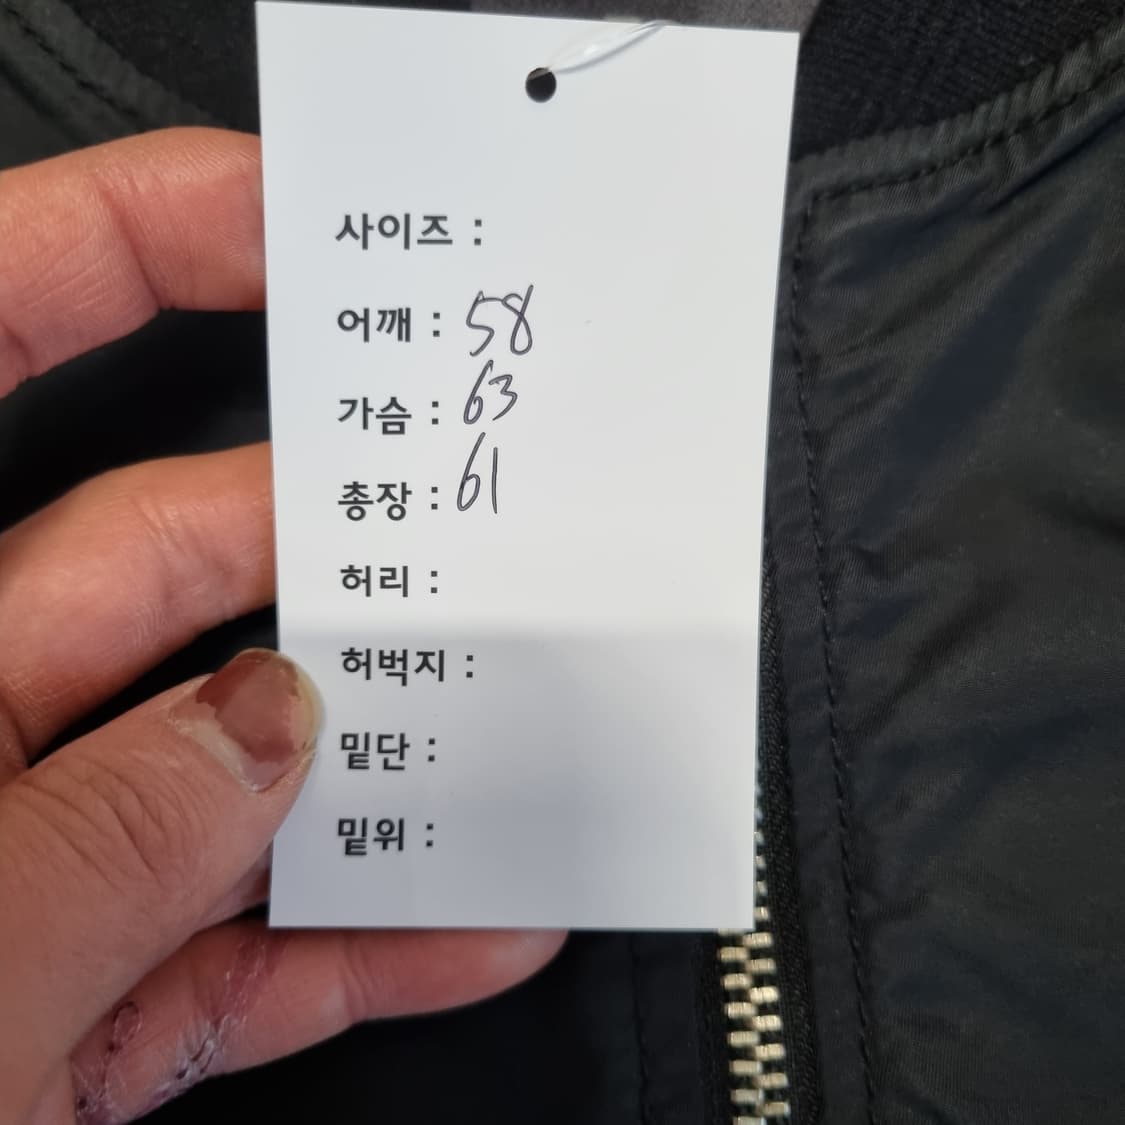 사이즈 :
어깨 : 58
가슴 : 63
총장 : 61
허리 :
허벅지 :
밑단 :
밑위 :